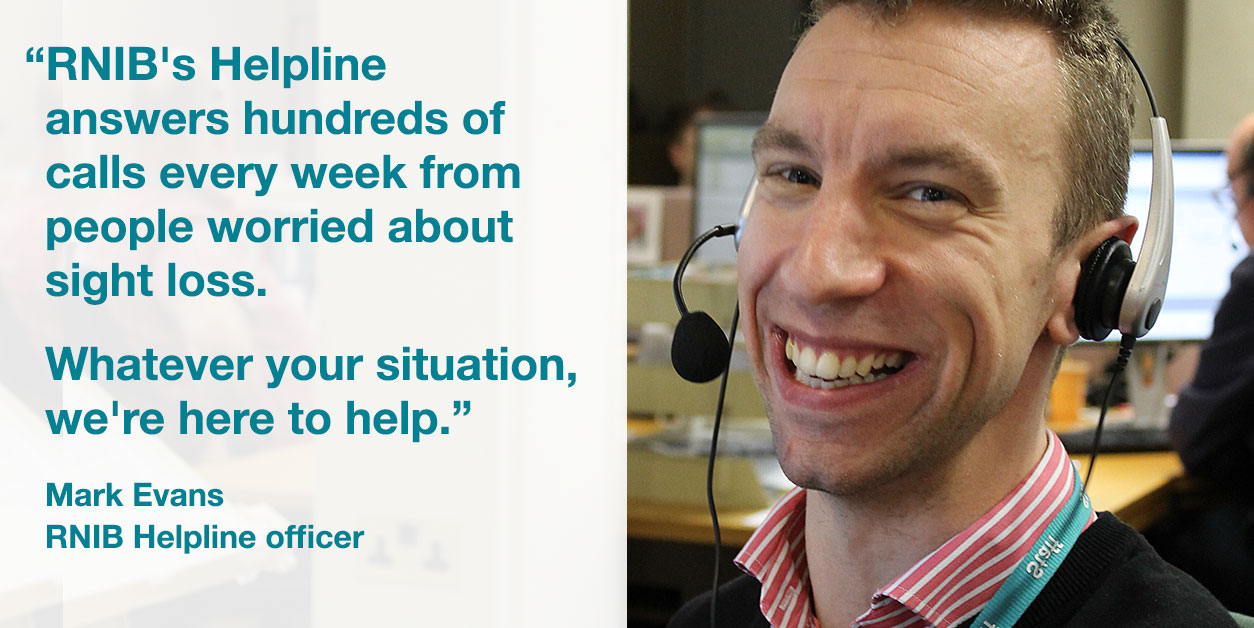 “RNIB's Helpline
answers hundreds of
calls every week from
people worried about
sight loss.
Whatever your situation,
we're here to help.”
Mark Evans
RNIB Helpline officer
Staff